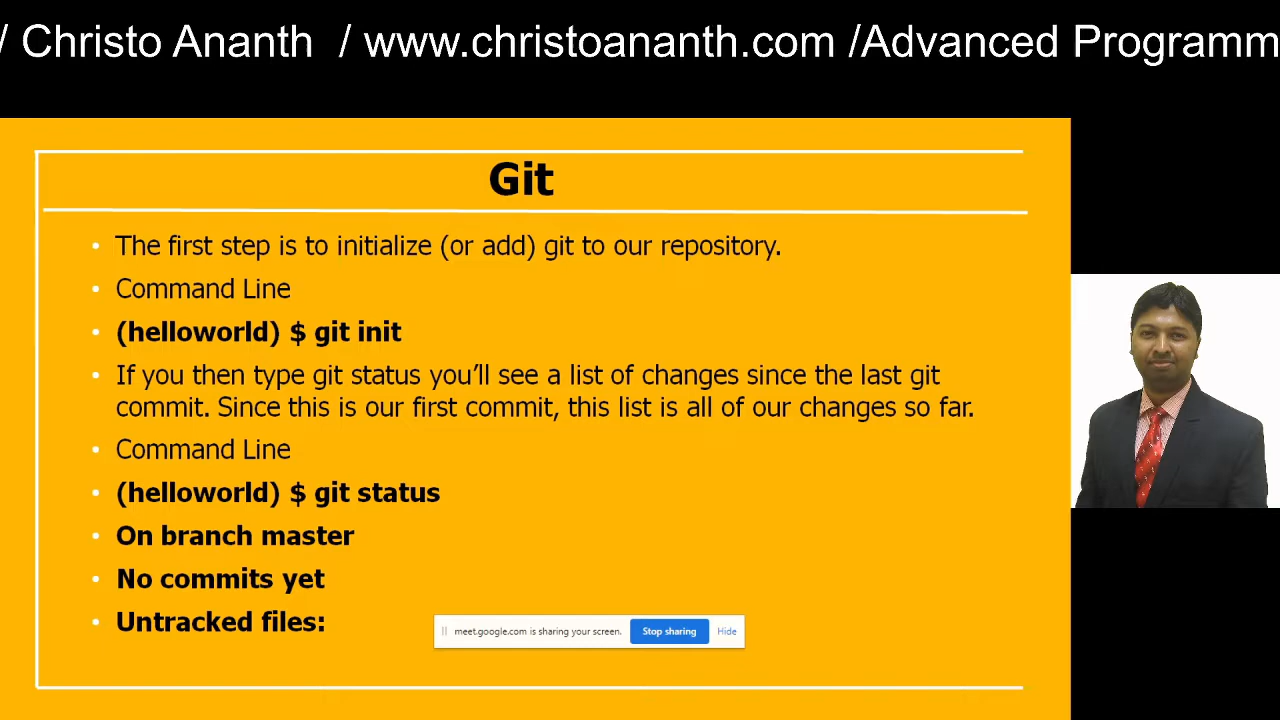 / Christo Ananth / www.christoananth.com /Advanced Programm
Git
• The first step is to initialize (or add) git to our repository.
• Command Line
• (helloworld) $ git init
• If you then type git status you’ll see a list of changes since the last git
commit. Since this is our first commit, this list is all of our changes so far.
• Command Line
• (helloworld) $ git status
• On branch master
• No commits yet
• Untracked files:
meet.google.com is sharing your screen. Stop sharing Hide